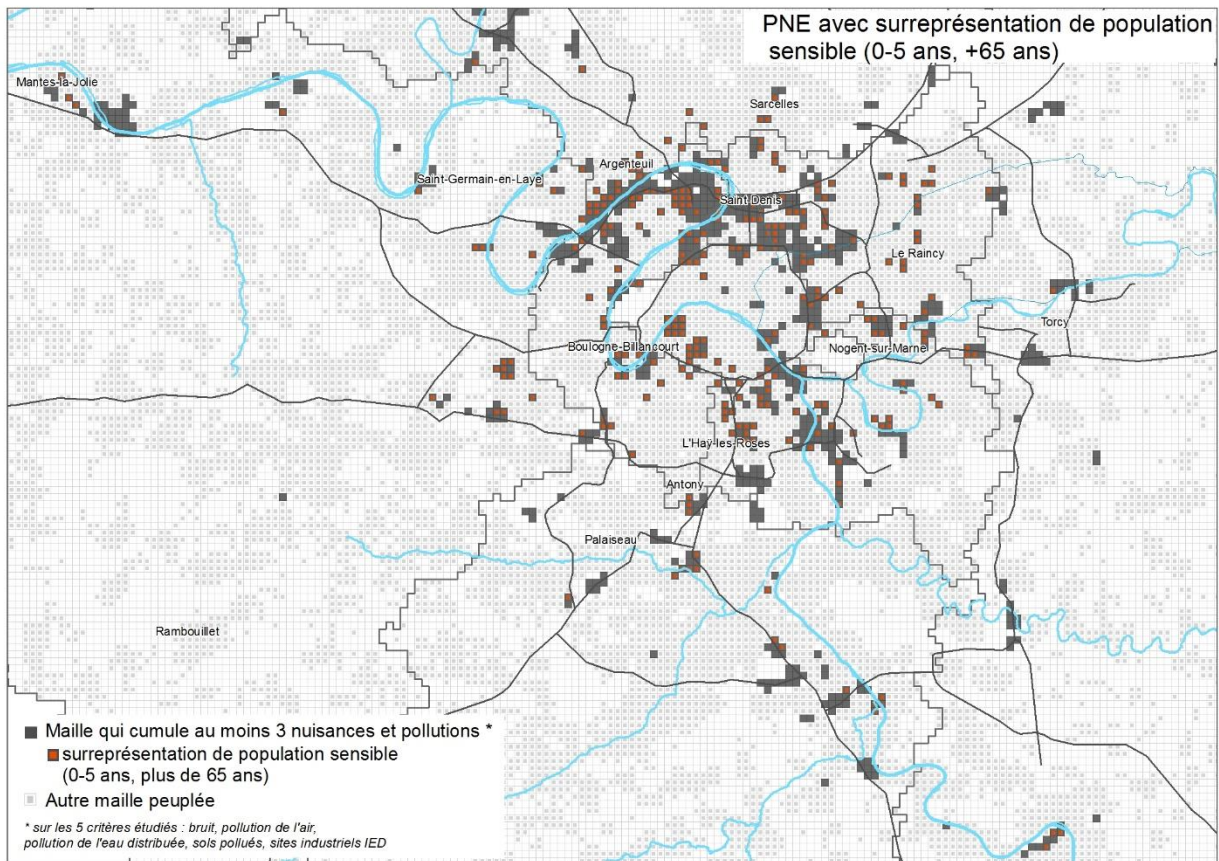 PNE avec surreprésentation de population
sensible (0-5 ans, +65 ans)
Mantes-la-Jolie
Sarcelles
Argenteuil
Saint-Germain-en-Laye
Saint Denis
Le Raincy
Torcy
Boulogne-Billancourt
Nogent-sur-Marne
L'Haÿ-les-Roses
Antony
Palaiseau
Rambouillet
Maille qui cumule au moins 3 nuisances et pollutions *
surreprésentation de population sensible
(0-5 ans, plus de 65 ans)
Autre maille peuplée
* sur les 5 critères étudiés : bruit, pollution de l'air,
pollution de l'eau distribuée, sols pollués, sites industriels IED